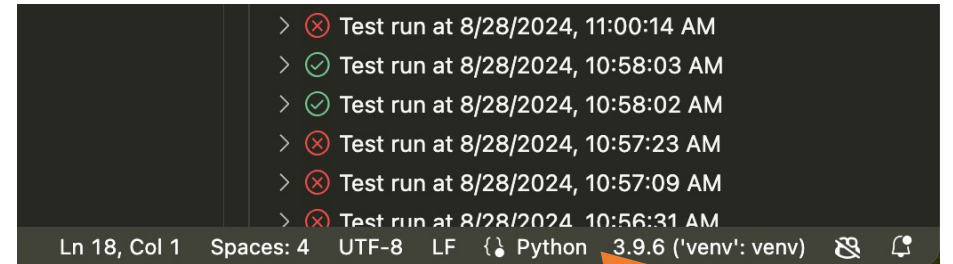 Test run at 8/28/2024, 11:00:14 AM
Test run at 8/28/2024, 10:58:03 AM
Test run at 8/28/2024, 10:58:02 AM
Test run at 8/28/2024, 10:57:23 AM
Test run at 8/28/2024, 10:57:09 AM
Test run at 8/28/2024, 10:56:31 AM
Ln 18, Col 1 Spaces: 4 UTF-8 LF Python 3.9.6 ('venv': venv)